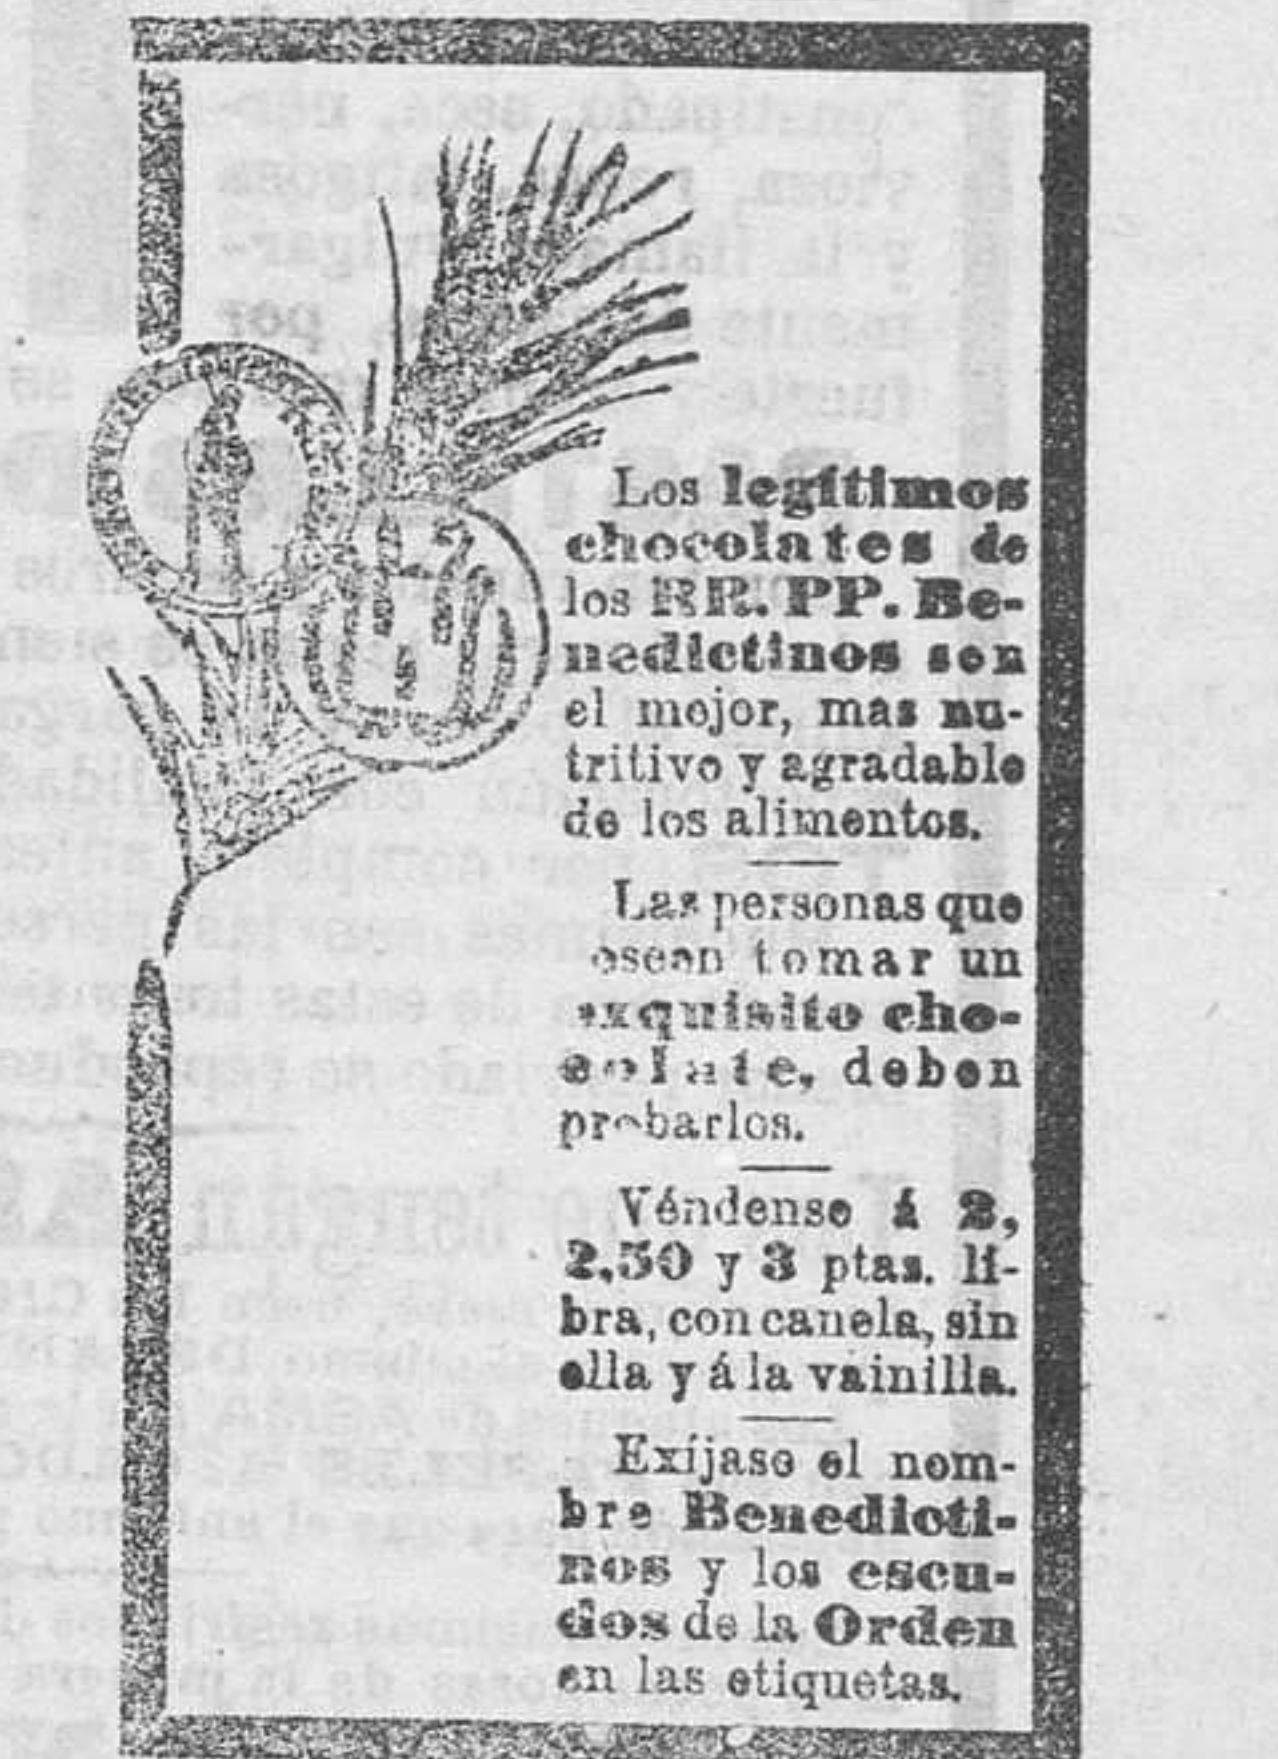 Los legítimos
chocolates de
los RR. PP. Be-
nedictinos son
el mejor, mas nu-
tritivo y agradable
de los alimentos.
Las personas que
osean tomar un
exquisito cho-
colate, deben
probarlos.
Véndense á 2,
2,50 y 3 ptas. li-
bra, con canela, sin
ella y á la vainilla.
Exíjase el nom-
bre Benedicti-
nos y los escu-
dos de la Orden
en las etiquetas.